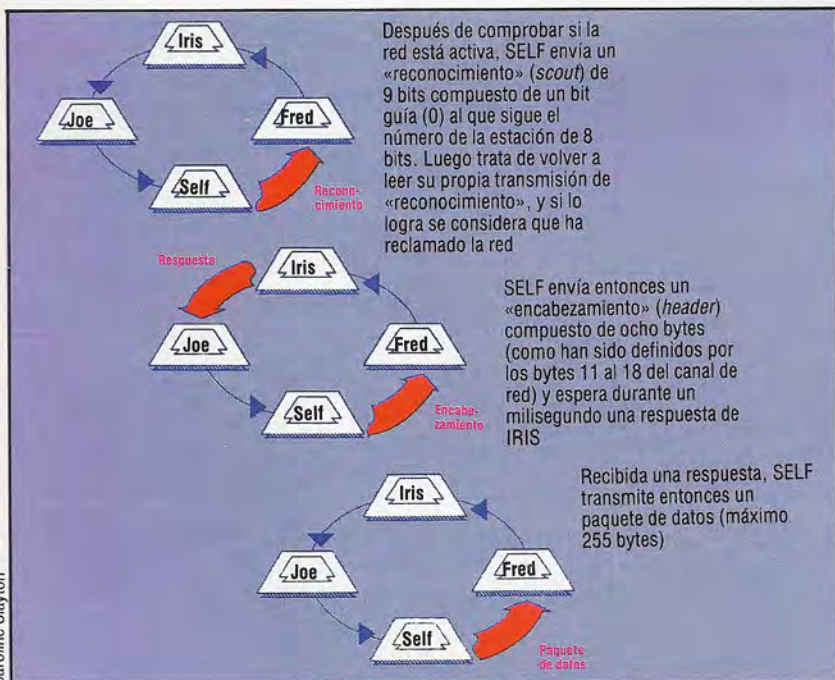 Iris
Joe
Fred
Self
Recono-
cimiento
Después de comprobar si la
red está activa, SELF envía un
«reconocimiento» (scout) de
9 bits compuesto de un bit
guía (0) al que sigue el
número de la estación de 8
bits. Luego trata de volver a
leer su propia transmisión de
«reconocimiento», y si lo
logra se considera que ha
reclamado la red
Respuesta
Iris
Joe
Fred
Self
Encabe-
zamiento
SELF envía entonces un
«encabezamiento» (header)
compuesto de ocho bytes
(como han sido definidos por
los bytes 11 al 18 del canal de
red) y espera durante un
milisegundo una respuesta de
IRIS
Recibida una respuesta, SELF
transmite entonces un
paquete de datos (máximo
255 bytes)
Iris
Joe
Fred
Self
Paquete
de datos
Caroline Clayton